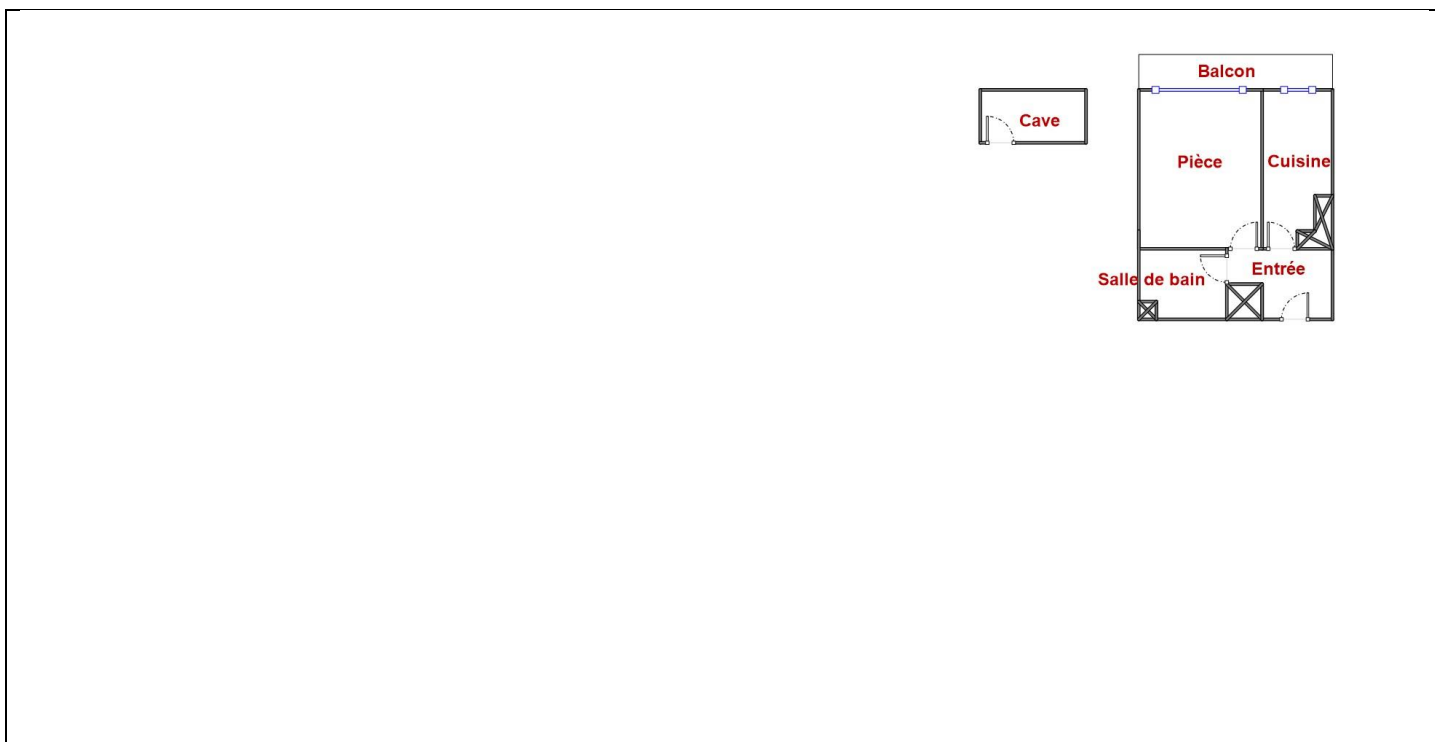 Balcon
Cave
Pièce
Cuisine
Entrée
Salle de bain